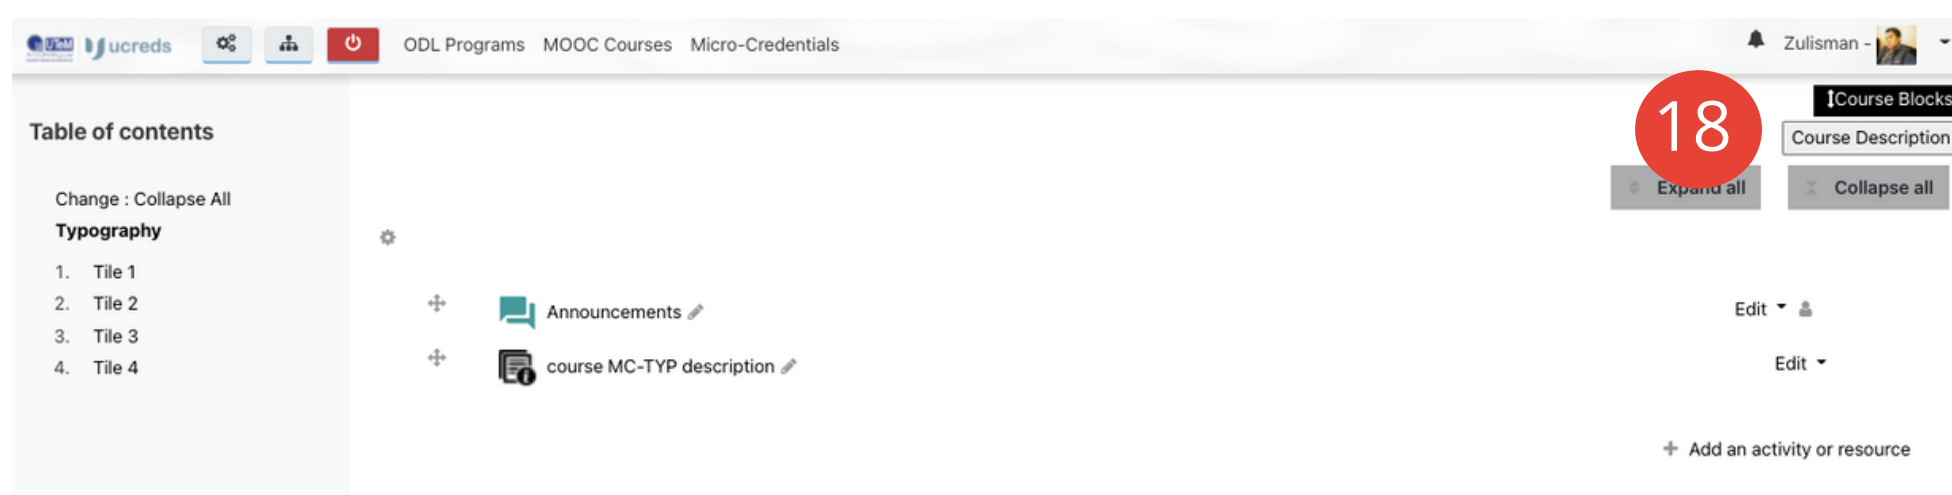 UTeM ucreds ODL Programs MOOC Courses Micro-Credentials Zulisman -
Course Blocks
18
Course Description
Table of contents
Expand all Collapse all
Change : Collapse All
Typography
1. Tile 1
2. Tile 2
3. Tile 3
4. Tile 4
Announcements Edit
course MC-TYP description Edit
+ Add an activity or resource